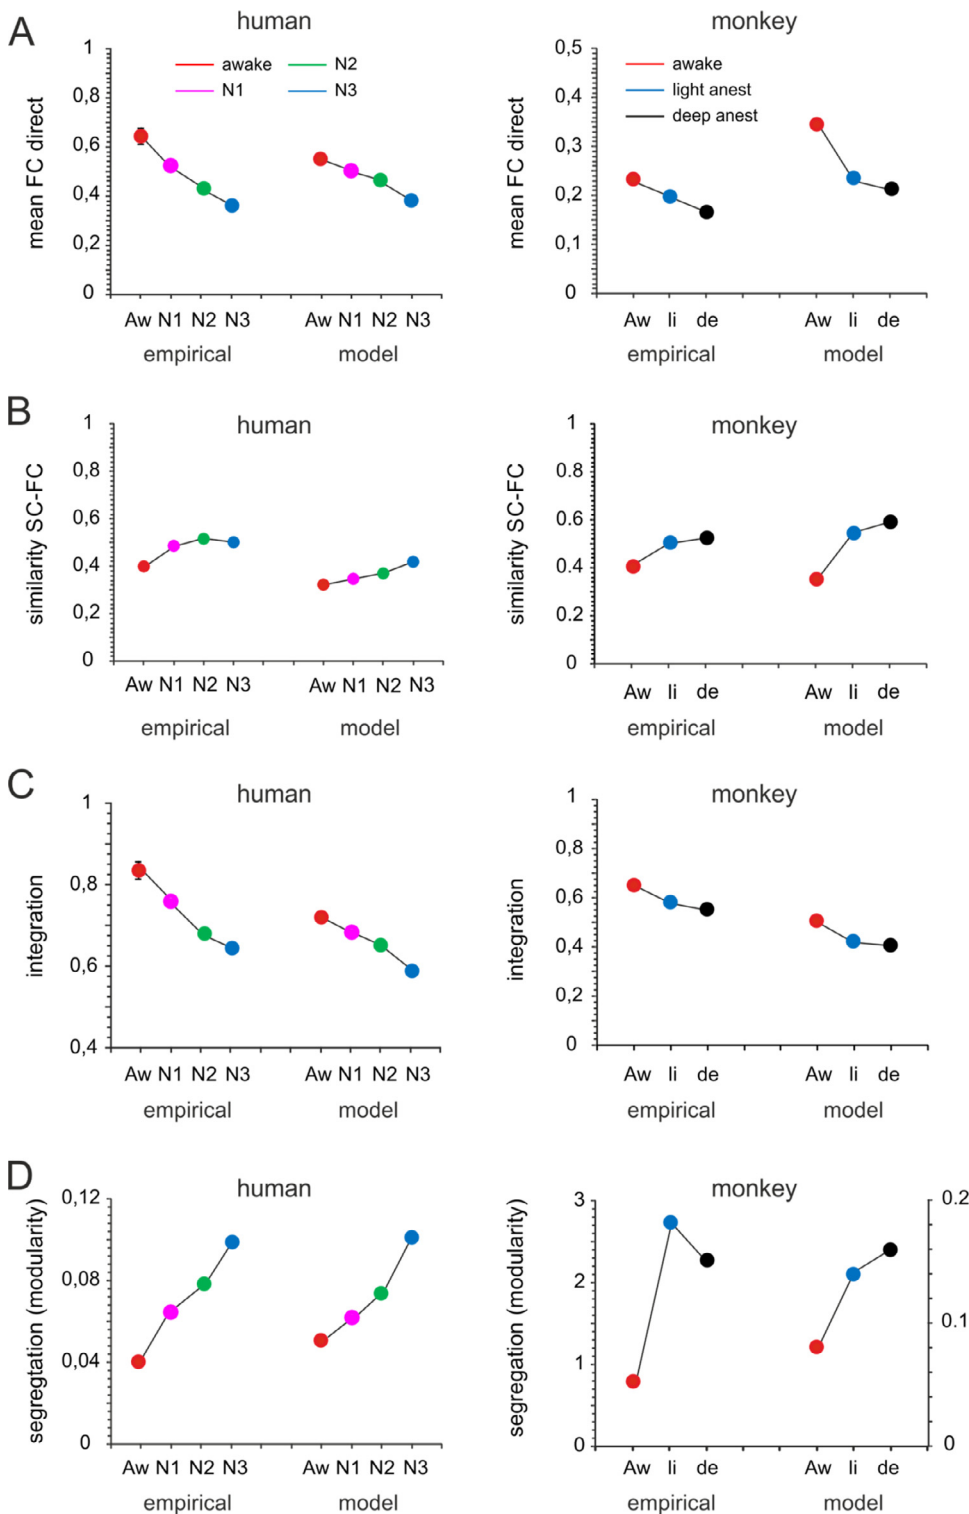 A
human
monkey
mean FC direct
1
0,8
0,6
0,4
0,2
0
awake
N1
N2
N3
Aw N1 N2 N3
Aw N1 N2 N3
empirical
model
mean FC direct
0,5
0,4
0,3
0,2
0,1
0
awake
light anest
deep anest
Aw li de
Aw li de
empirical
model
B
human
monkey
similarity SC-FC
1
0,8
0,6
0,4
0,2
0
Aw N1 N2 N3
Aw N1 N2 N3
empirical
model
similarity SC-FC
1
0.8
0.6
0.4
0.2
0
Aw li de
Aw li de
empirical
model
C
human
monkey
integration
1
0,8
0,6
0,4
Aw N1 N2 N3
Aw N1 N2 N3
empirical
model
integration
1
0,8
0,6
0,4
0,2
0
Aw li de
Aw li de
empirical
model
D
human
monkey
segregtation (modularity)
0,12
0,08
0,04
0
Aw N1 N2 N3
Aw N1 N2 N3
empirical
model
segregation (modularity)
3
2
1
0
0.2
0.1
0
Aw li de
Aw li de
empirical
model